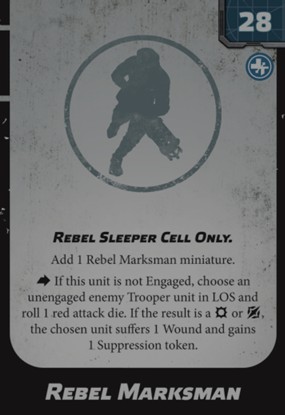 28
REBEL SLEEPER CELL ONLY.
Add 1 Rebel Marksman miniature.
If this unit is not Engaged, choose an
unengaged enemy Trooper unit in LOS and
roll 1 red attack die. If the result is a or ,
the chosen unit suffers 1 Wound and gains
1 Suppression token.
REBEL MARKSMAN